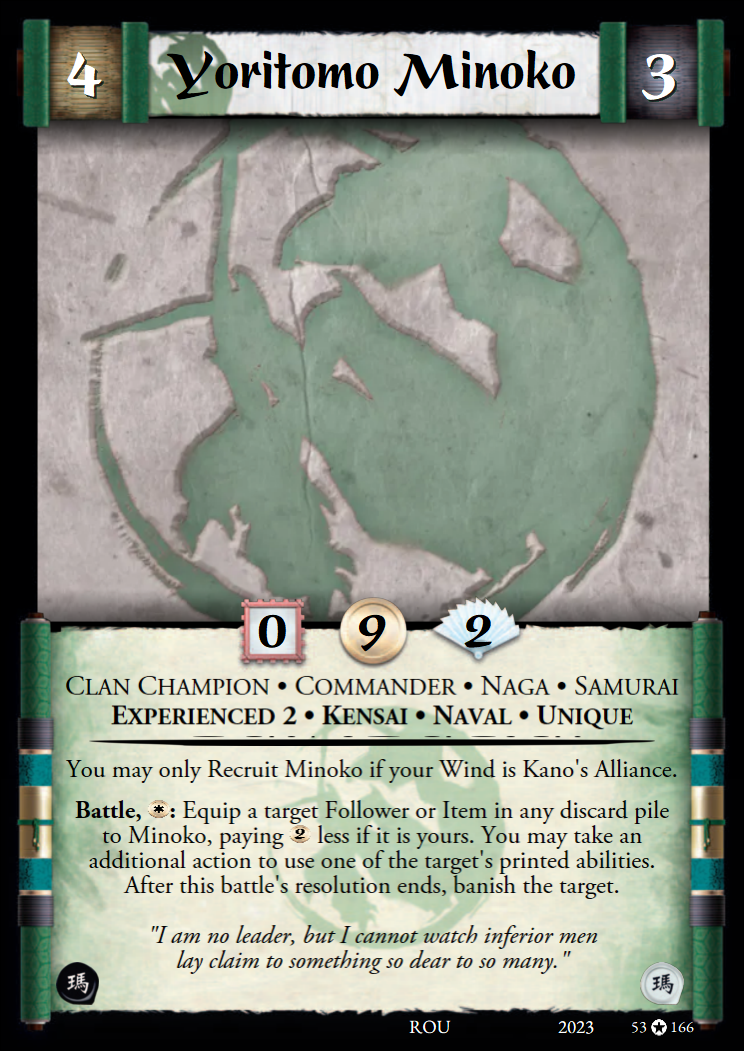 4 Yoritomo Minoko 3
0 9 2
CLAN CHAMPION • COMMANDER • NAGA • SAMURAI
EXPERIENCED 2 • KENSAI • NAVAL • UNIQUE
You may only Recruit Minoko if your Wind is Kano's Alliance.
Battle, *: Equip a target Follower or Item in any discard pile
to Minoko, paying 2 less if it is yours. You may take an
additional action to use one of the target's printed abilities.
After this battle's resolution ends, banish the target.
"I am no leader, but I cannot watch inferior men
lay claim to something so dear to so many."
瑪 瑪
ROU 2023 53 ✪ 166